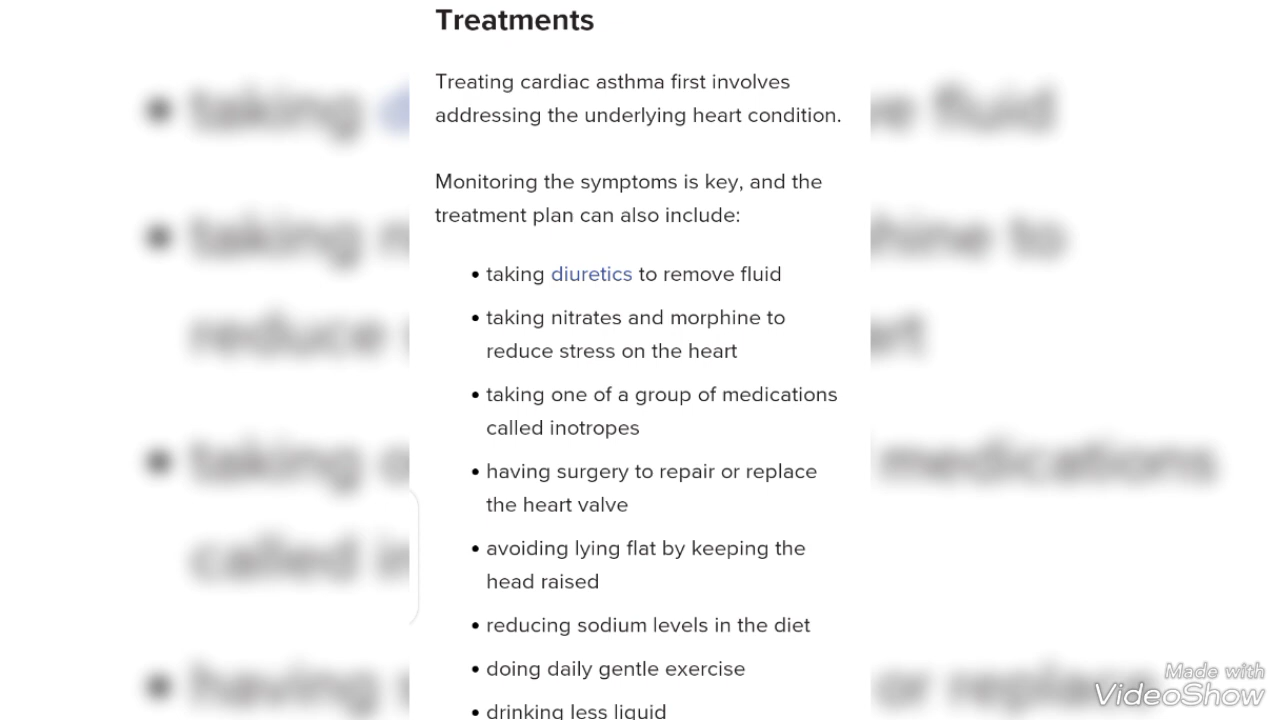 Treatments
Treating cardiac asthma first involves
addressing the underlying heart condition.
Monitoring the symptoms is key, and the
treatment plan can also include:
• taking diuretics to remove fluid
• taking nitrates and morphine to
reduce stress on the heart
• taking one of a group of medications
called inotropes
• having surgery to repair or replace
the heart valve
• avoiding lying flat by keeping the
head raised
• reducing sodium levels in the diet
• doing daily gentle exercise
• drinking less liquid
Made with
VideoShow